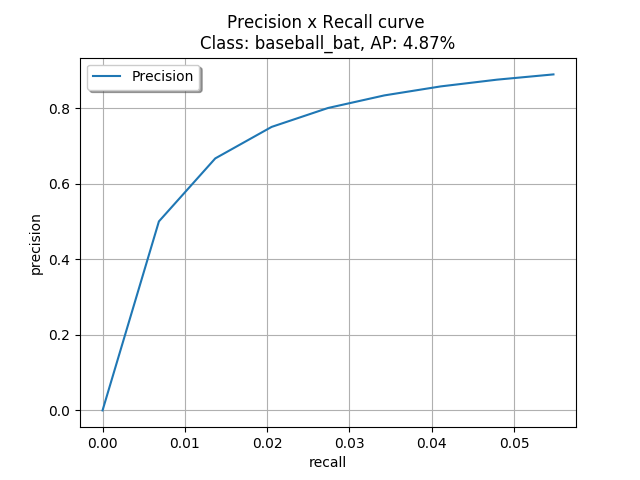 Precision x Recall curve
Class: baseball_bat, AP: 4.87%
Precision
0.8
0.6
0.4
0.2
0.0
precision
0.00 0.01 0.02 0.03 0.04 0.05
recall